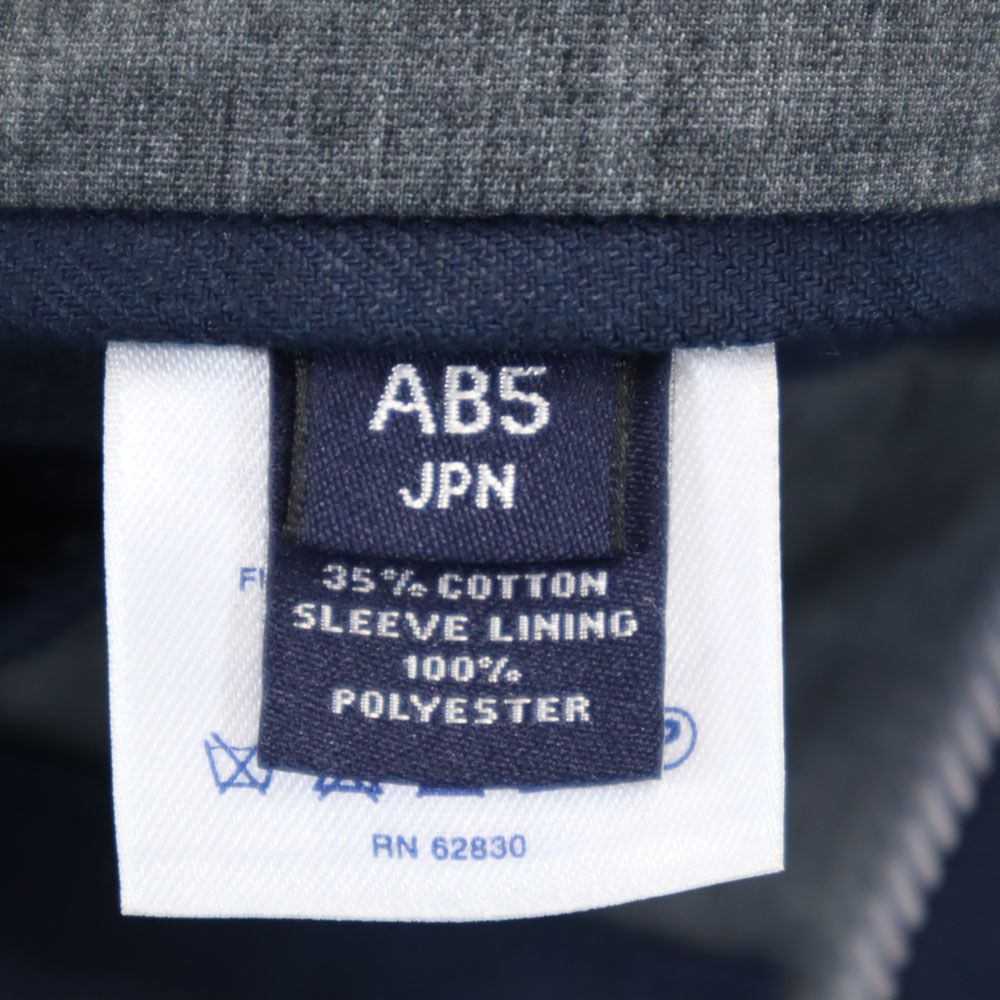 AB5
JPN
35% COTTON
SLEEVE LINING
100%
POLYESTER
P
RN 62830